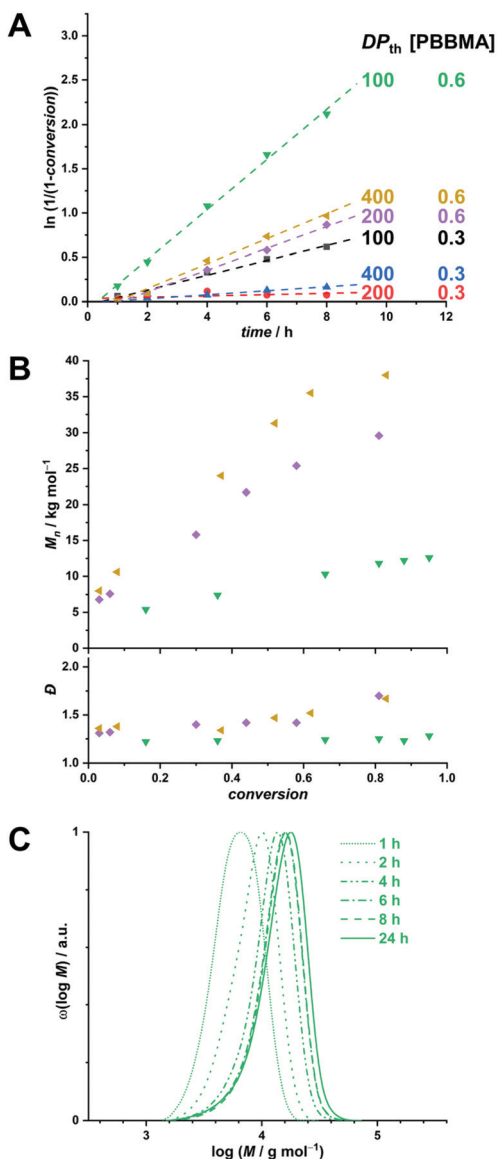 A
DP_th [PBBMA]
ln (1/(1-conversion))
3.0
2.5
2.0
1.5
1.0
0.5
0.0
100 0.6
400 0.6
200 0.6
100 0.3
400 0.3
200 0.3
0 2 4 6 8 10 12 14
time / h
B
M_n / kg mol⁻¹
40
35
30
25
20
15
10
5
0
Đ
2.0
1.5
1.0
0.0 0.2 0.4 0.6 0.8 1.0
conversion
C
ω(log M) / a.u.
1
0
1 h
2 h
4 h
6 h
8 h
24 h
3 4 5
log (M / g mol⁻¹)